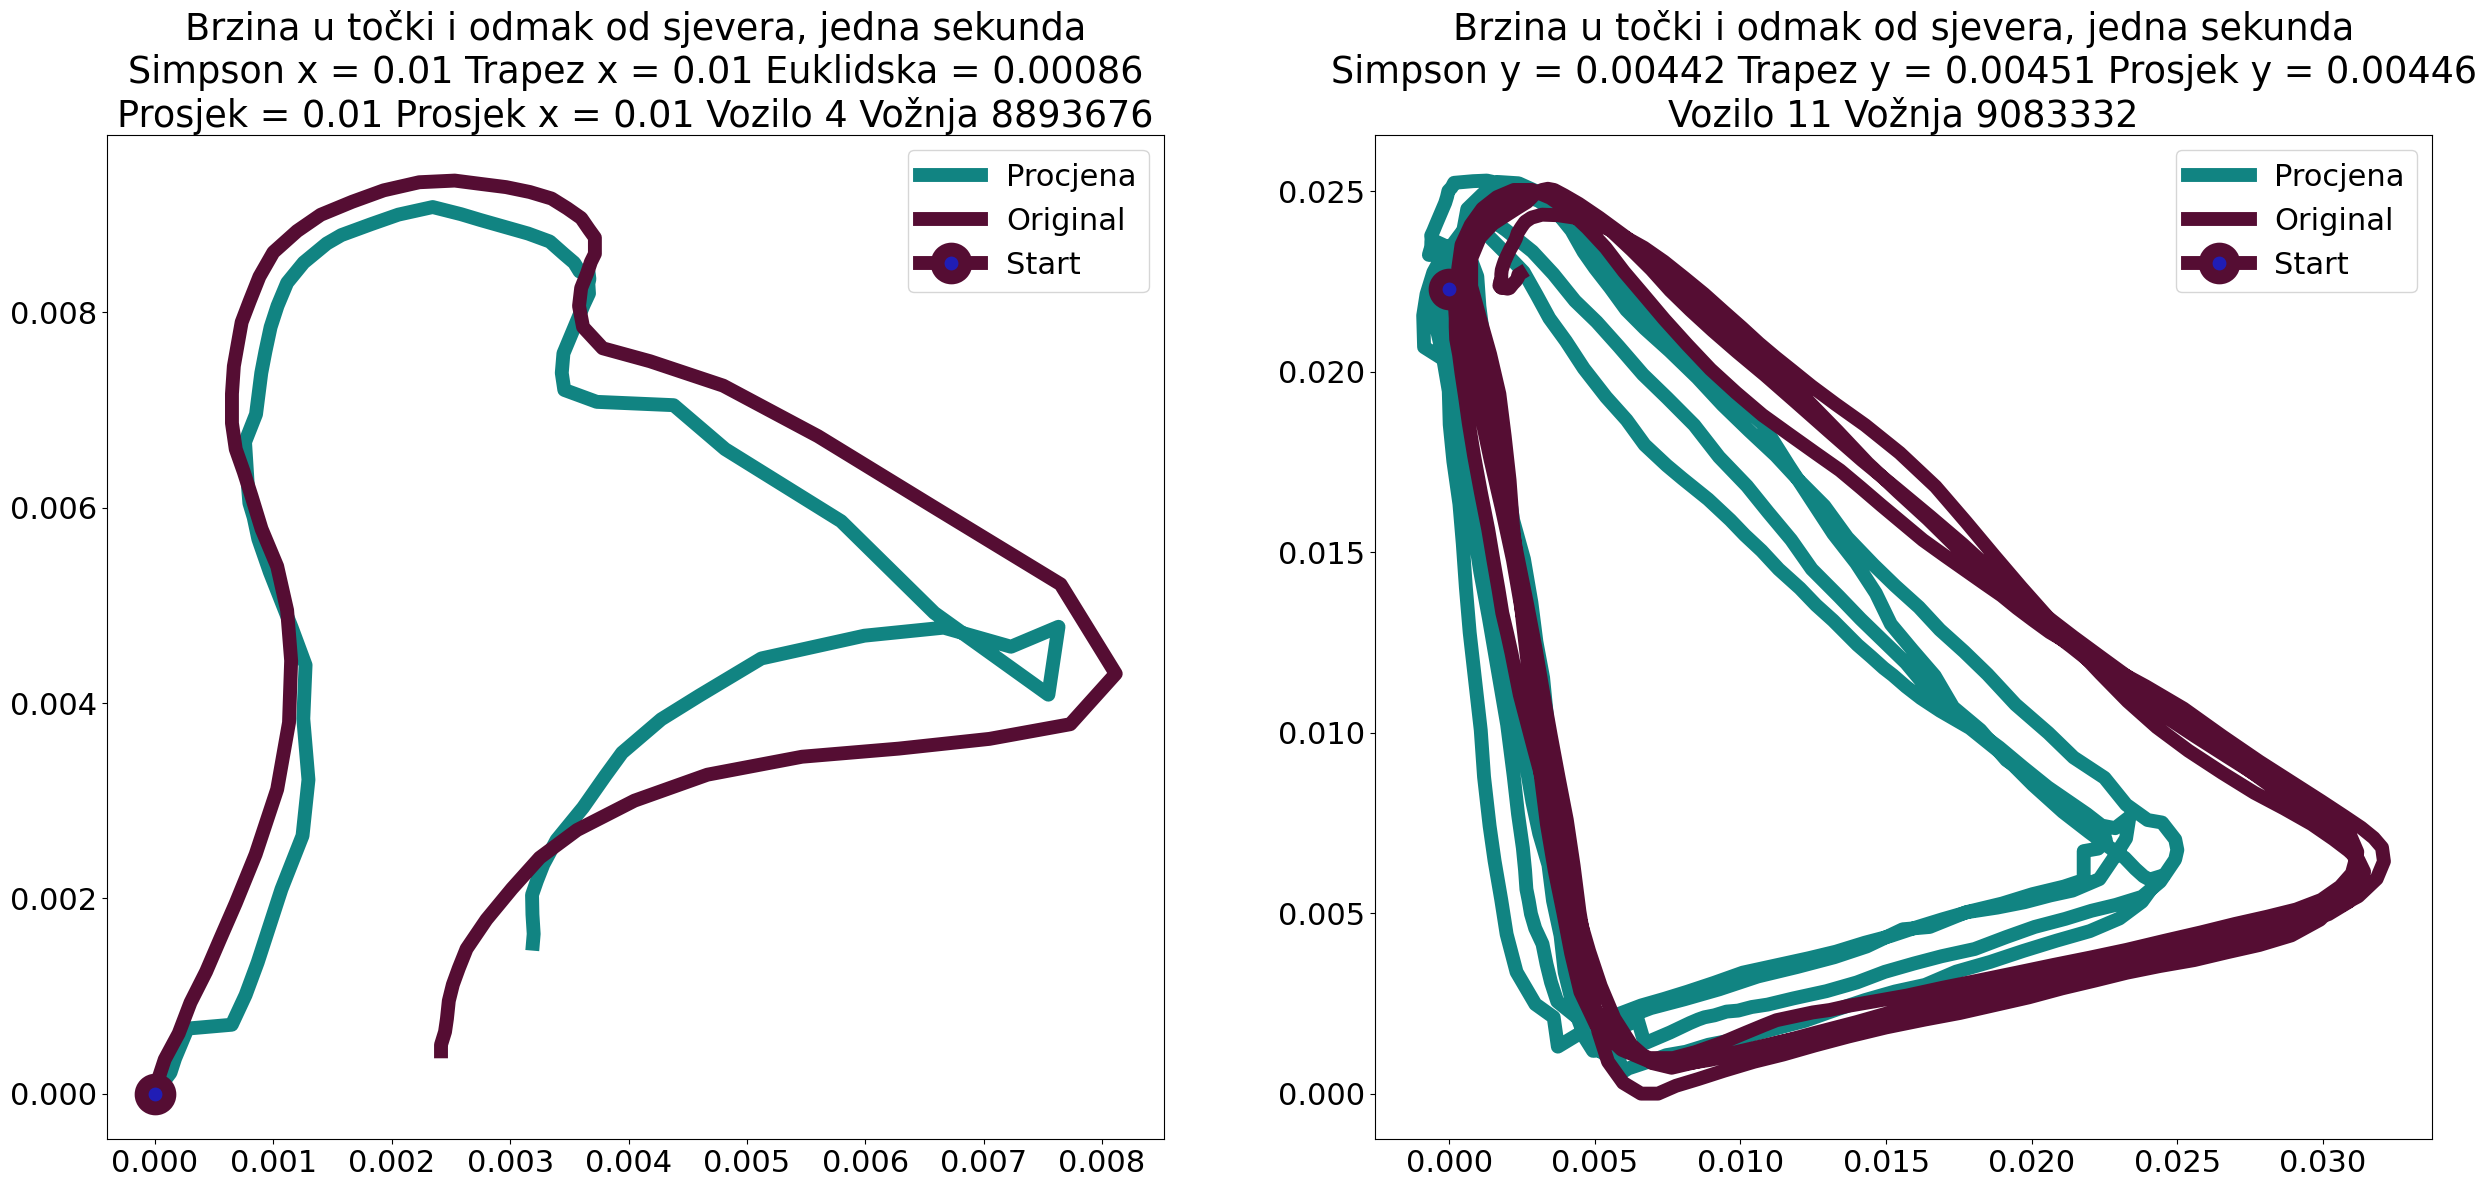 Brzina u točki i odmak od sjevera, jedna sekunda
Simpson x = 0.01 Trapez x = 0.01 Euklidska = 0.00086
Prosjek = 0.01 Prosjek x = 0.01 Vozilo 4 Vožnja 8893676
Procjena
Original
Start
0.008
0.006
0.004
0.002
0.000
0.000 0.001 0.002 0.003 0.004 0.005 0.006 0.007 0.008
Brzina u točki i odmak od sjevera, jedna sekunda
Simpson y = 0.00442 Trapez y = 0.00451 Prosjek y = 0.00446
Vozilo 11 Vožnja 9083332
Procjena
Original
Start
0.025
0.020
0.015
0.010
0.005
0.000
0.000 0.005 0.010 0.015 0.020 0.025 0.030